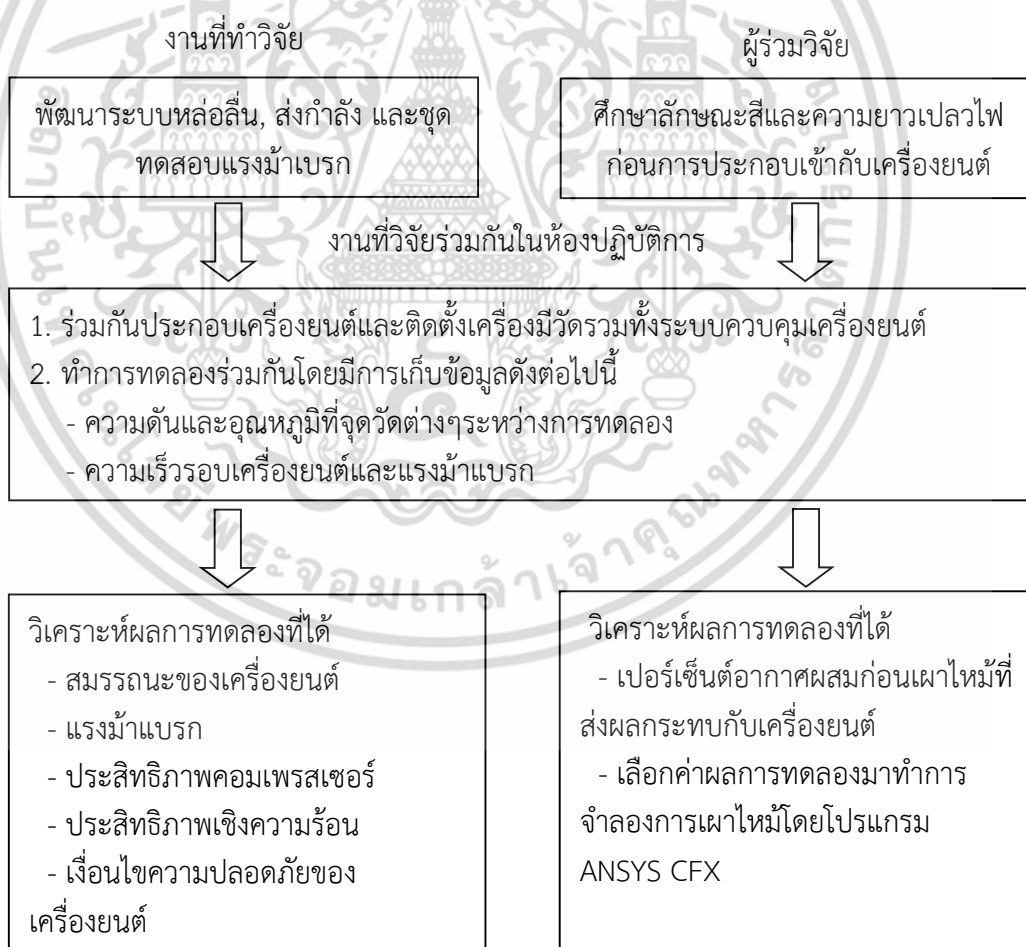 งานที่ทำวิจัย
ผู้ร่วมวิจัย
พัฒนาระบบหล่อลื่น, ส่งกำลัง และชุด
ทดสอบแรงม้าเบรก
ศึกษาลักษณะสีและความยาวเปลวไฟ
ก่อนการประกอบเข้ากับเครื่องยนต์
งานที่วิจัยร่วมกันในห้องปฏิบัติการ
1. ร่วมกันประกอบเครื่องยนต์และติดตั้งเครื่องมือวัดรวมทั้งระบบควบคุมเครื่องยนต์
2. ทำการทดลองร่วมกันโดยมีการเก็บข้อมูลดังต่อไปนี้
- ความดันและอุณหภูมิที่จุดวัดต่างๆระหว่างการทดลอง
- ความเร็วรอบเครื่องยนต์และแรงม้าแบรก
วิเคราะห์ผลการทดลองที่ได้
- สมรรถนะของเครื่องยนต์
- แรงม้าแบรก
- ประสิทธิภาพคอมเพรสเซอร์
- ประสิทธิภาพเชิงความร้อน
- เงื่อนไขความปลอดภัยของ
เครื่องยนต์
วิเคราะห์ผลการทดลองที่ได้
- เปอร์เซ็นต์อากาศผสมก่อนเผาไหม้ที่
ส่งผลกระทบกับเครื่องยนต์
- เลือกค่าผลการทดลองมาทำการ
จำลองการเผาไหม้โดยโปรแกรม
ANSYS CFX
พระจอมเกล้าเจ้าคุณทหารลาด